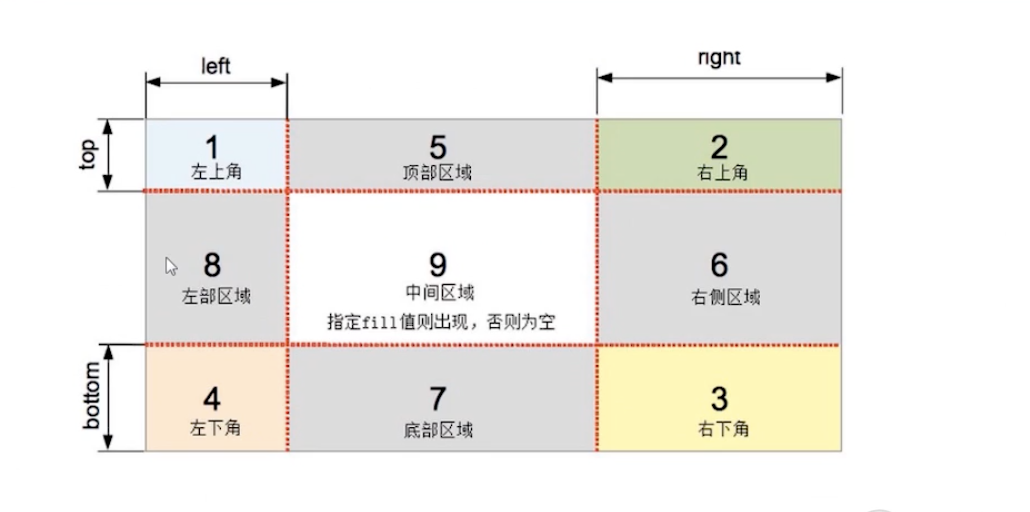 left
right
top
1
左上角
5
顶部区域
2
右上角
8
左部区域
9
中间区域
指定fill值则出现，否则为空
6
右侧区域
bottom
4
左下角
7
底部区域
3
右下角